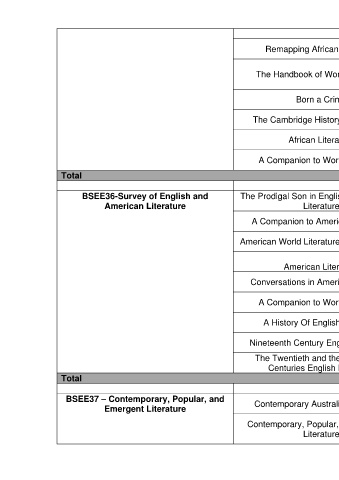 Remapping African
The Handbook of Wor
Born a Crin
The Cambridge History
African Litera
A Companion to Wor
Total
BSEE36-Survey of English and
American Literature
The Prodigal Son in Englis
Literature
A Companion to Ameri
American World Literature
American Liter
Conversations in Ameri
A Companion to Wor
A History Of English
Nineteenth Century Eng
The Twentieth and the
Centuries English
Total
BSEE37 – Contemporary, Popular, and
Emergent Literature
Contemporary Australi
Contemporary, Popular,
Literature